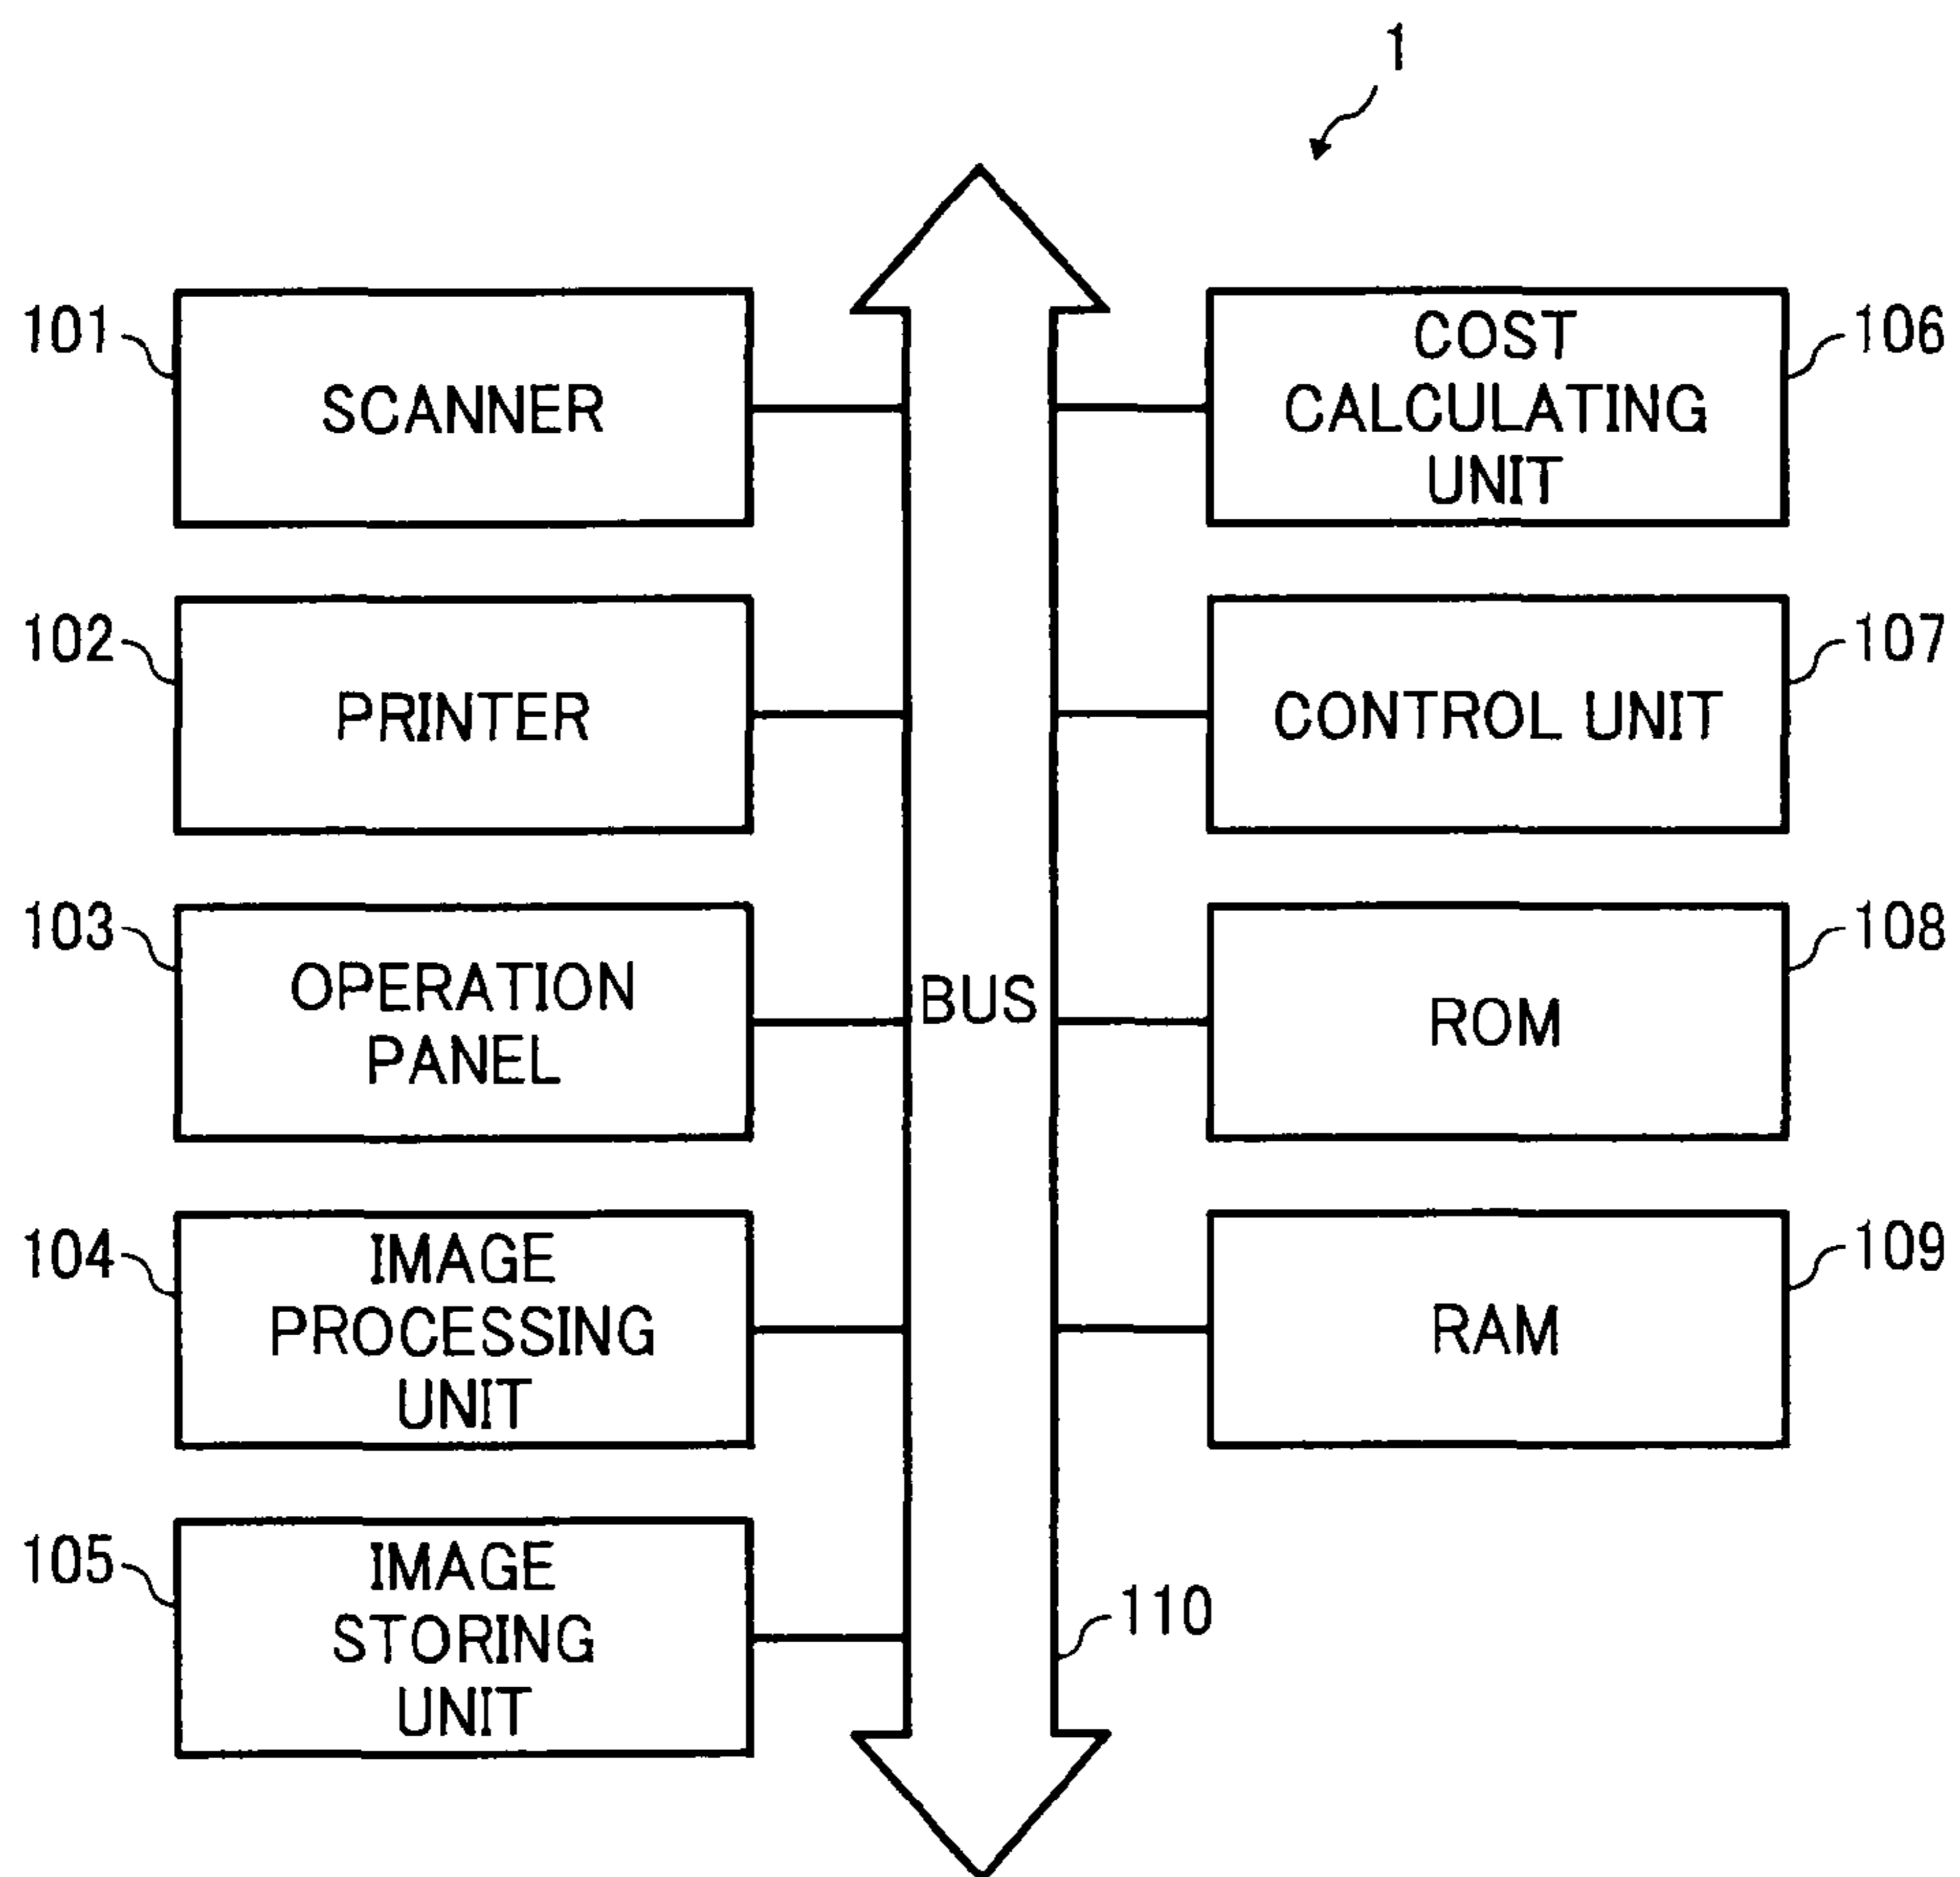 1
101
SCANNER
102
PRINTER
103
OPERATION
PANEL
104
IMAGE
PROCESSING
UNIT
105
IMAGE
STORING
UNIT
BUS
110
106
COST
CALCULATING
UNIT
107
CONTROL UNIT
108
ROM
109
RAM